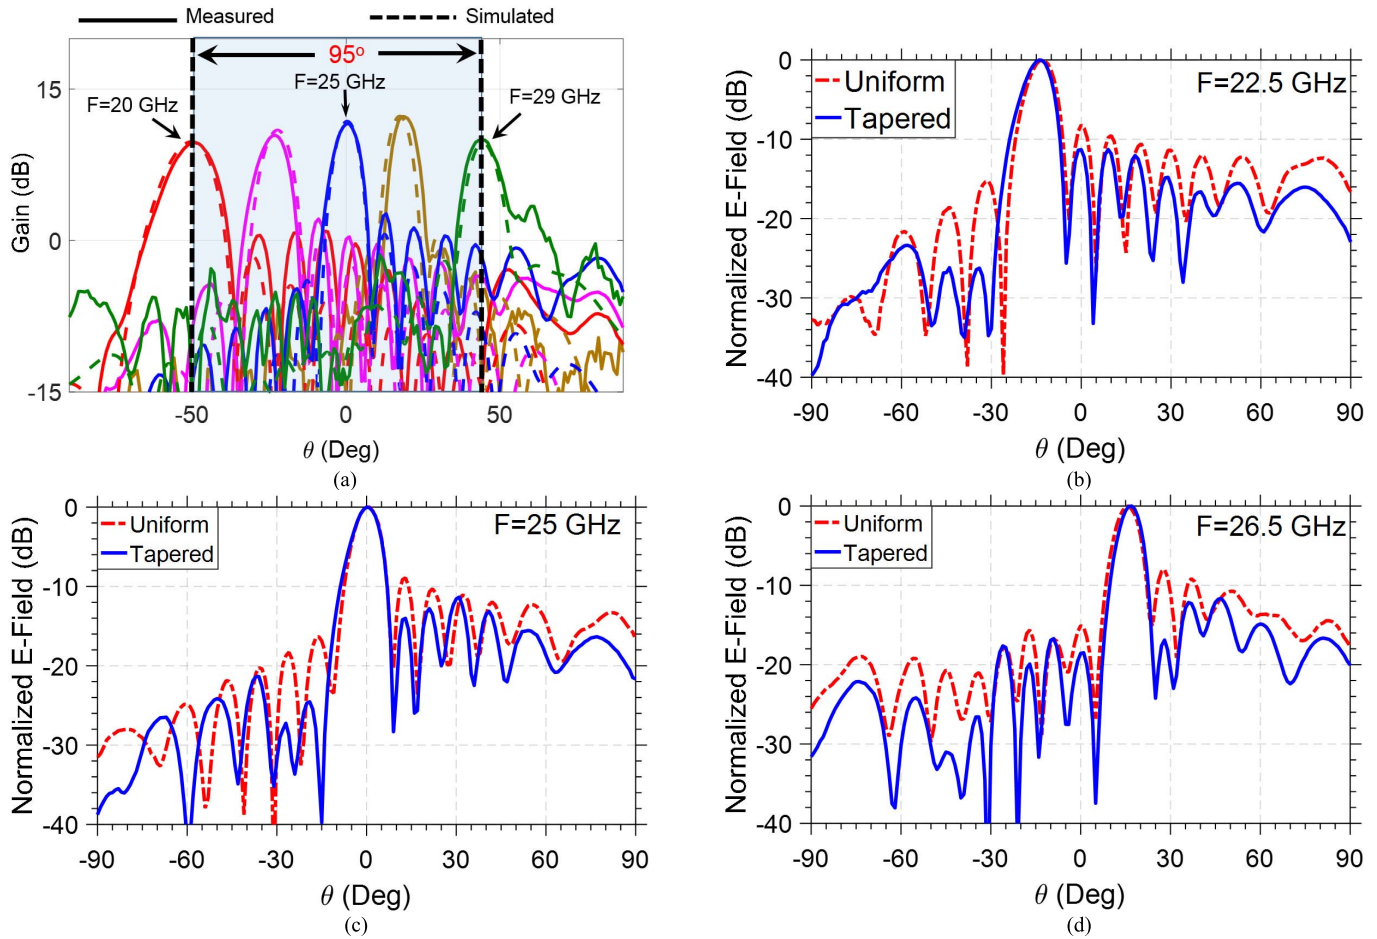 Measured
Simulated
95°
F=20 GHz
F=25 GHz
F=29 GHz
Gain (dB)
15
0
-15
-50
0
50
θ (Deg)
(a)
Uniform
Tapered
F=22.5 GHz
Normalized E-Field (dB)
0
-10
-20
-30
-40
-90
-60
-30
0
30
60
90
θ (Deg)
(b)
Uniform
Tapered
F=25 GHz
Normalized E-Field (dB)
0
-10
-20
-30
-40
-90
-60
-30
0
30
60
90
θ (Deg)
(c)
Uniform
Tapered
F=26.5 GHz
Normalized E-Field (dB)
0
-10
-20
-30
-40
-90
-60
-30
0
30
60
90
θ (Deg)
(d)